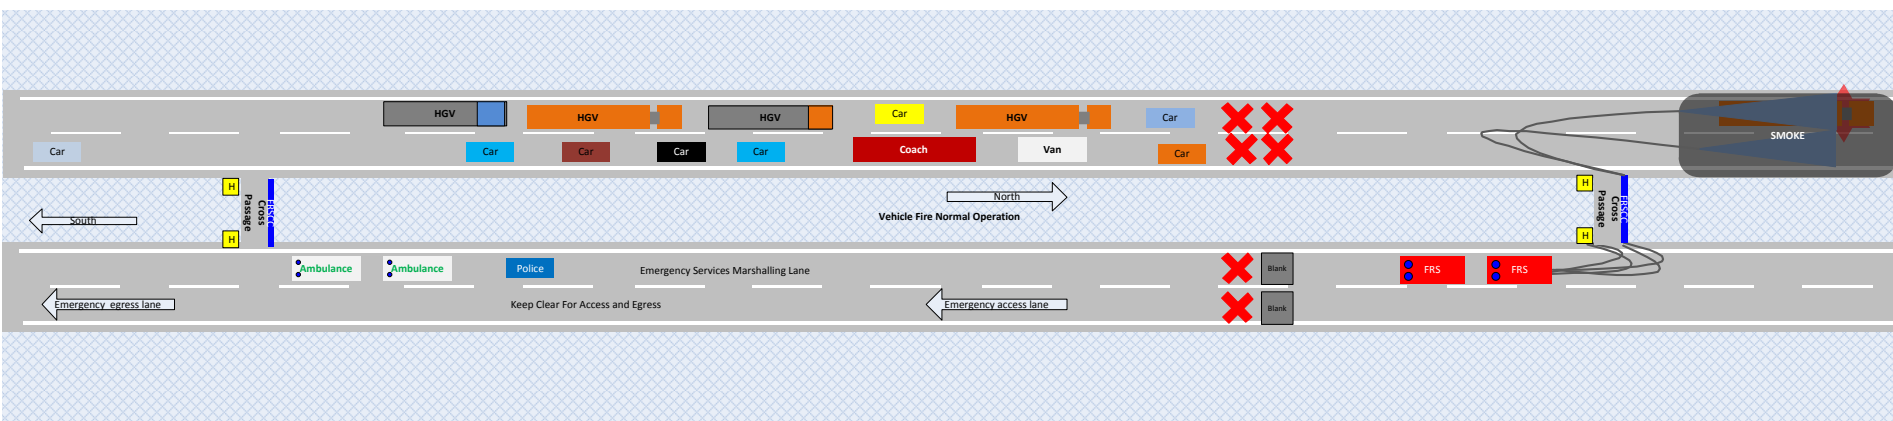 HGV
HGV
HGV
Car
HGV
Car
SMOKE
Car
Car
Car
Car
Car
Coach
Van
Car
H
Cross
Passage
H
South
North
Vehicle Fire Normal Operation
H
Cross
Passage
H
Ambulance
Ambulance
Police
Emergency Services Marshalling Lane
Blank
FRS
FRS
Emergency egress lane
Keep Clear For Access and Egress
Emergency access lane
Blank